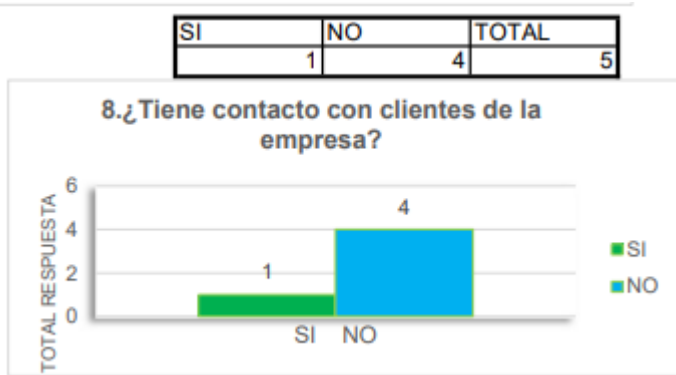 SI NO TOTAL
1 4 5
8.¿Tiene contacto con clientes de la
empresa?
TOTAL RESPUESTA
6
4
2
0
1
4
SI NO
SI
NO